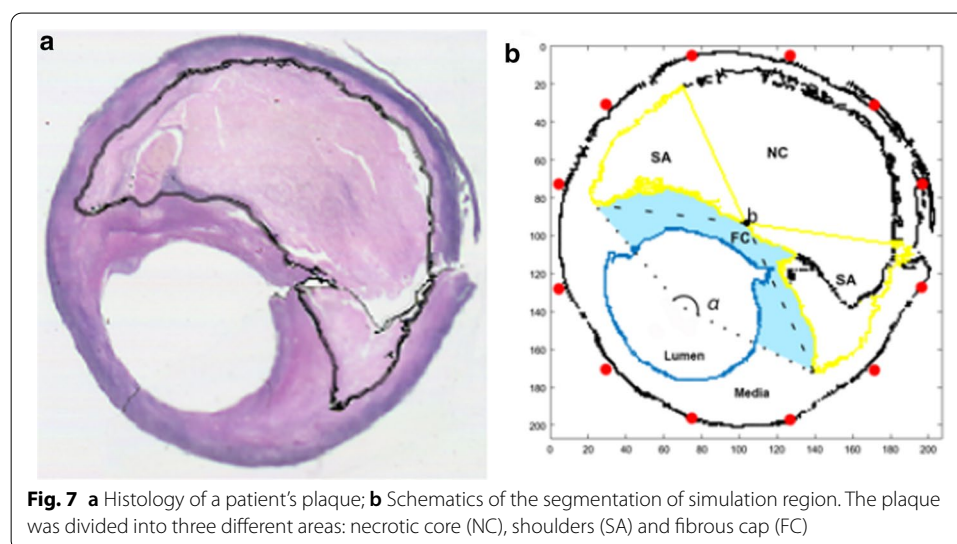 a
b
0
20
40
60
80
100
120
140
160
180
200
SA
NC
b
FC
SA
α
Lumen
Media
0 20 40 60 80 100 120 140 160 180 200
Fig. 7 a Histology of a patient's plaque; b Schematics of the segmentation of simulation region. The plaque
was divided into three different areas: necrotic core (NC), shoulders (SA) and fibrous cap (FC)